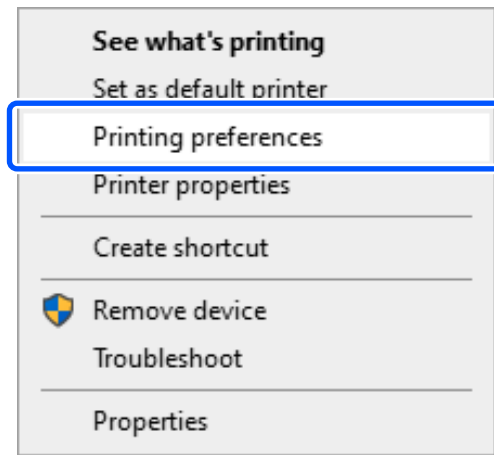 See what's printing
Set as default printer
Printing preferences
Printer properties
Create shortcut
Remove device
Troubleshoot
Properties